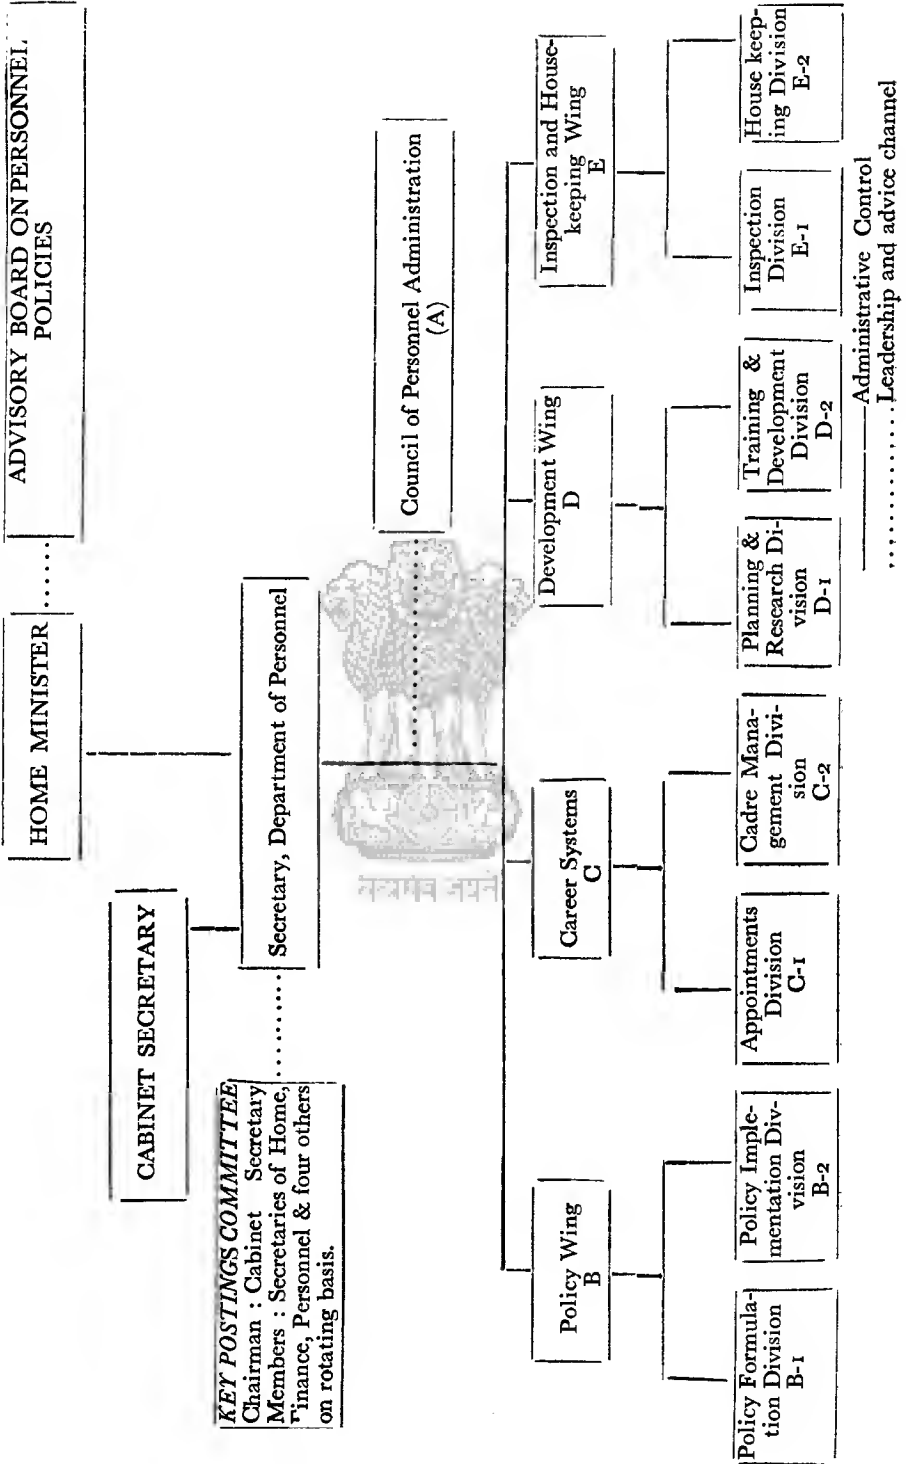 ADVISORY BOARD ON PERSONNEL
POLICIES
HOME MINISTER
CABINET SECRETARY
Secretary, Department of Personnel
KEY POSTINGS COMMITTEE
Chairman : Cabinet Secretary
Members : Secretaries of Home,
Finance, Personnel & four others
on rotating basis.
Council of Personnel Administration
(A)
Policy Wing
B
Career Systems
C
Development Wing
D
Inspection and House-
keeping Wing
E
Policy Formula-
tion Division
B-1
Policy Imple-
mentation Div-
vision
B-2
Appointments
Division
C-1
Cadre Mana-
gement Divi-
sion
C-2
Planning &
Research Di-
vision
D-1
Training &
Development
Division
D-2
Inspection
Division
E-1
House keep-
ing Division
E-2
Administrative Control
Leadership and advice channel
सत्यमेव जयते